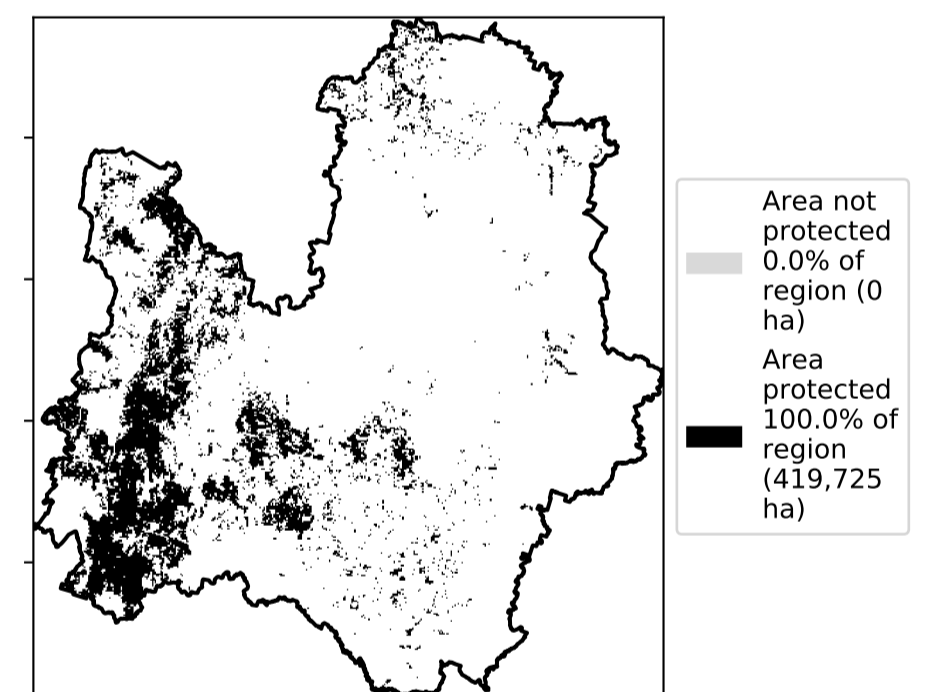 Area not
protected
0.0% of
region (0
ha)
Area
protected
100.0% of
region
(419,725
ha)